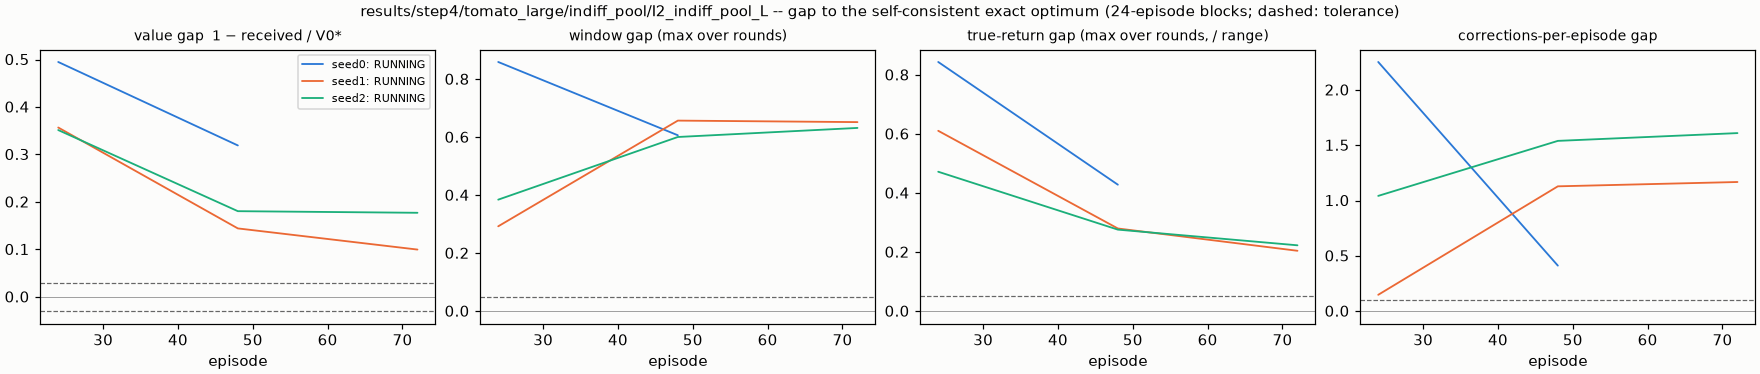 results/step4/tomato_large/indiff_pool/l2_indiff_pool_L -- gap to the self-consistent exact optimum (24-episode blocks; dashed: tolerance)
value gap 1 − received / V0*
0.5
0.4
0.3
0.2
0.1
0.0
30 40 50 60 70
episode
seed0: RUNNING
seed1: RUNNING
seed2: RUNNING
window gap (max over rounds)
0.8
0.6
0.4
0.2
0.0
30 40 50 60 70
episode
true-return gap (max over rounds, / range)
0.8
0.6
0.4
0.2
0.0
30 40 50 60 70
episode
corrections-per-episode gap
2.0
1.5
1.0
0.5
0.0
30 40 50 60 70
episode